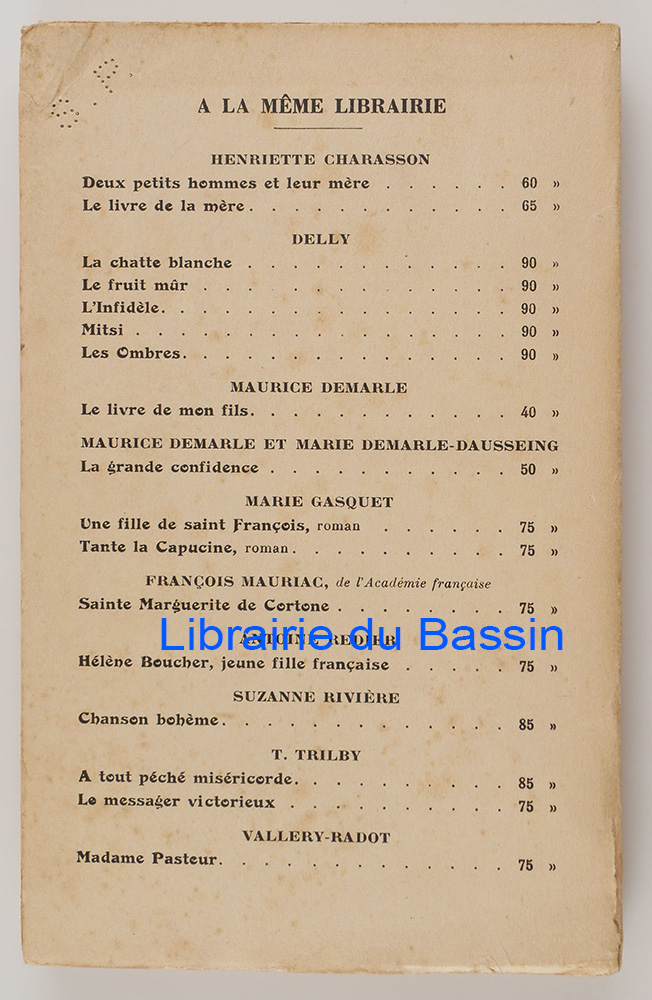 A LA MÊME LIBRAIRIE
HENRIETTE CHARASSON
Deux petits hommes et leur mère . . . . . . 60 »
Le livre de la mère. . . . . . . . . . . . 65 »
DELLY
La chatte blanche . . . . . . . . . . . . 90 »
Le fruit mûr . . . . . . . . . . . . . . 90 »
L'Infidèle. . . . . . . . . . . . . . . . 90 »
Mitsi . . . . . . . . . . . . . . . . . 90 »
Les Ombres. . . . . . . . . . . . . . . 90 »
MAURICE DEMARLE
Le livre de mon fils. . . . . . . . . . . . 40 »
MAURICE DEMARLE ET MARIE DEMARLE-DAUSSEING
La grande confidence . . . . . . . . . . . 50 »
MARIE GASQUET
Une fille de saint François, roman . . . . . . 75 »
Tante la Capucine, roman. . . . . . . . . . 75 »
FRANÇOIS MAURIAC, de l'Académie française
Sainte Marguerite de Cortone . . . . . . . . 75 »
Librairie du Bassin
ANTOINE REDIER
Hélène Boucher, jeune fille française . . . . . 75 »
SUZANNE RIVIÈRE
Chanson bohème. . . . . . . . . . . . . 85 »
T. TRILBY
A tout péché miséricorde. . . . . . . . . . 85 »
Le messager victorieux . . . . . . . . . . 75 »
VALLERY-RADOT
Madame Pasteur. . . . . . . . . . . . . 75 »